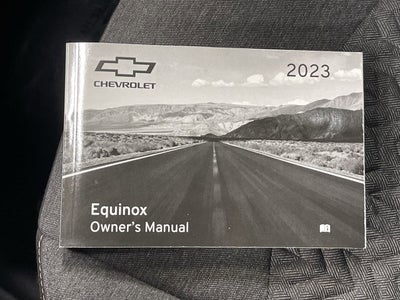 2023
CHEVROLET
Equinox
Owner's Manual